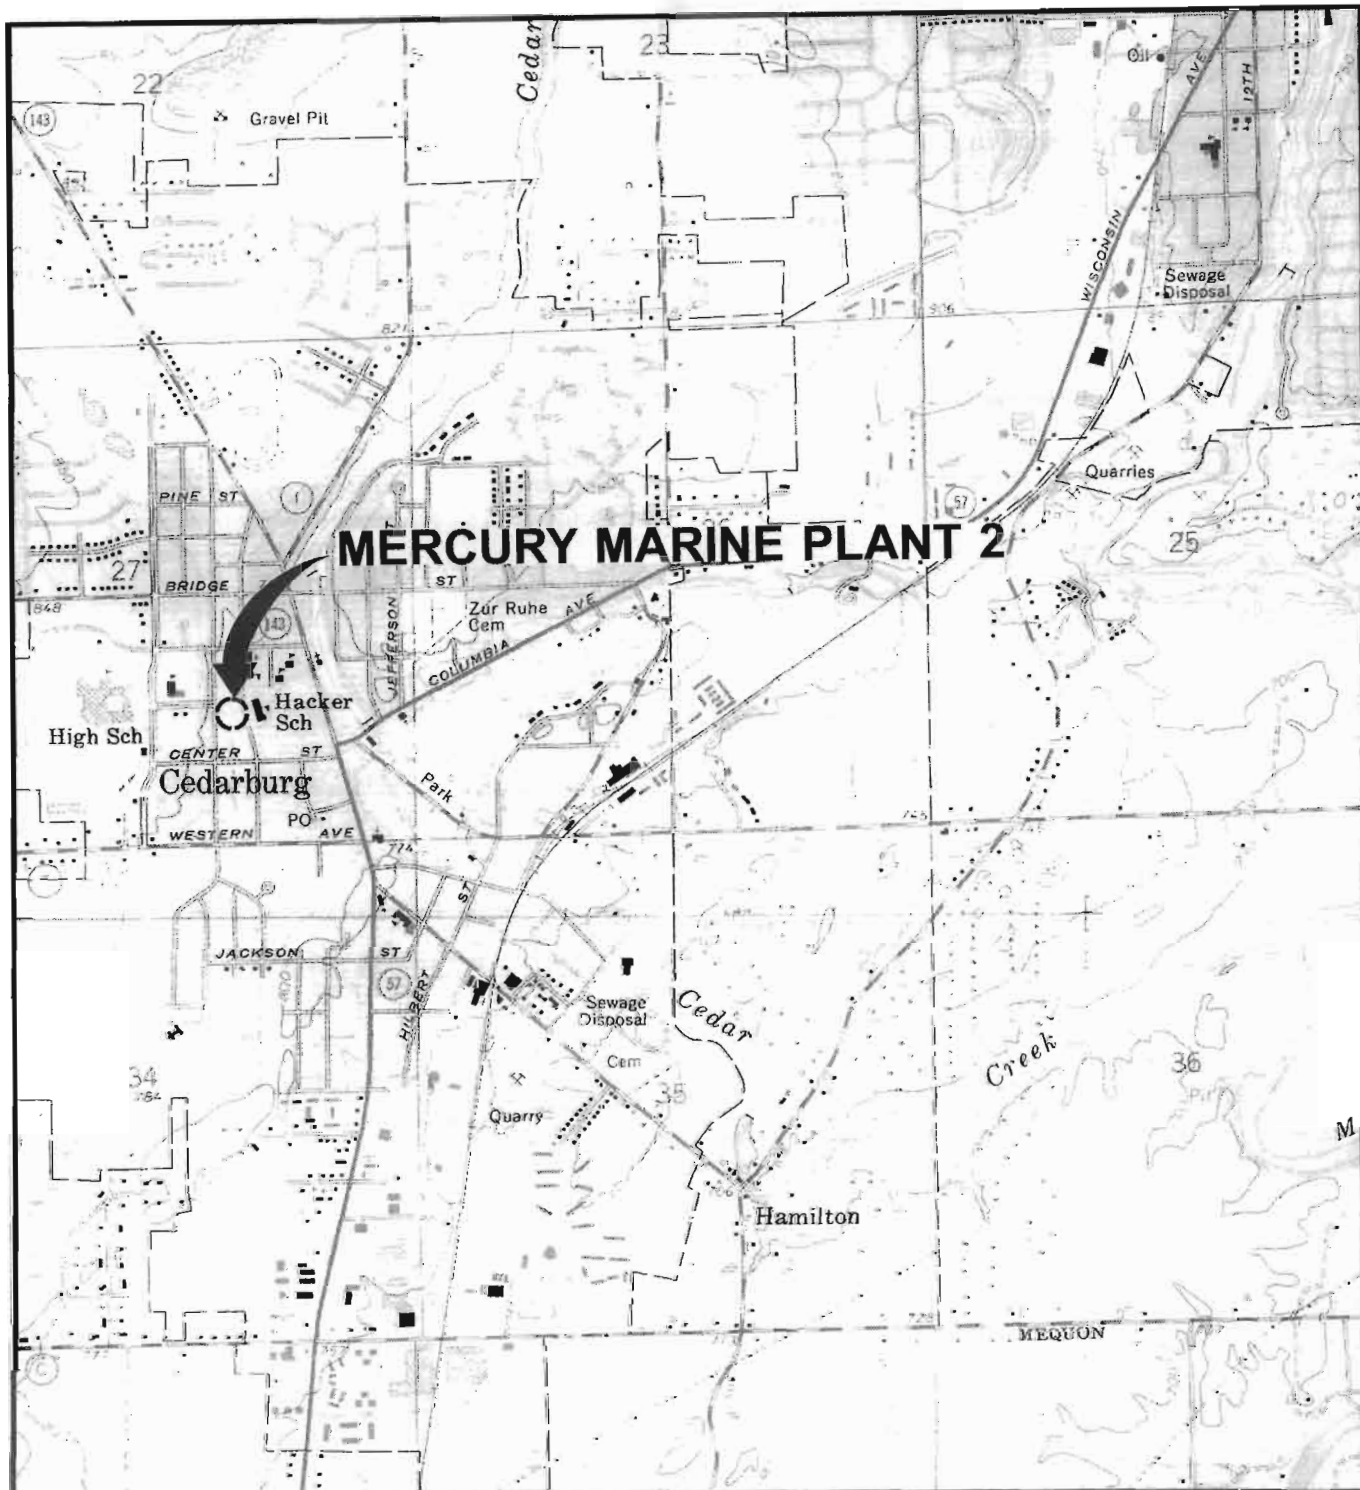 Cedar
23
22
143
Gravel Pit
Oil
AVE
12TH
WISCONSIN
Sewage
Disposal
906
821
PINE ST
I
57
Quarries
MERCURY MARINE PLANT 2
25
27
BRIDGE
ST
848
143
JEFFERSON
ST
Zur Ruhe
Cem
COLUMBIA AVE
Hacker
Sch
High Sch
CENTER ST
Cedarburg
Park
PO
WESTERN AVE
774
JACKSON ST
57
HILBERT
ST
Sewage
Disposal
Cedar
Cem
Creek
34
35
36
Quarry
M
Hamilton
MEQUON
C